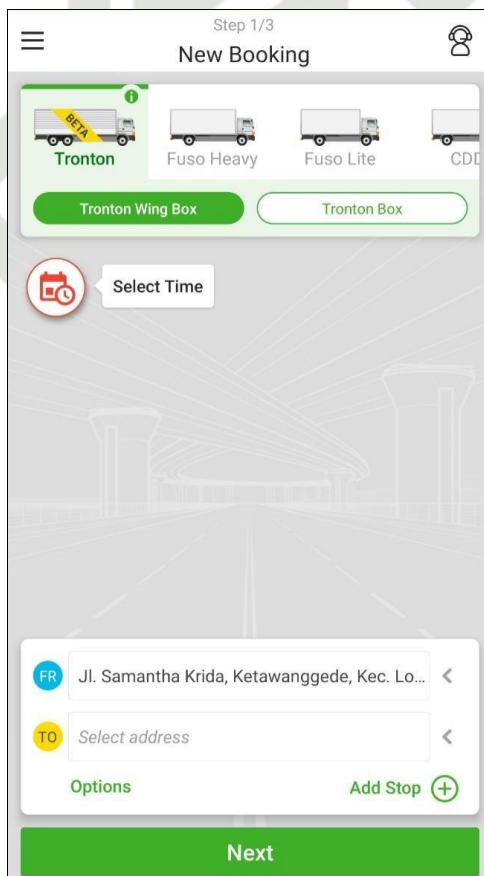 Step 1/3
New Booking
BETA
Tronton
Fuso Heavy
Fuso Lite
CDD
Tronton Wing Box
Tronton Box
Select Time
FR
Jl. Samantha Krida, Ketawanggede, Kec. Lo...
TO
Select address
Options
Add Stop
Next